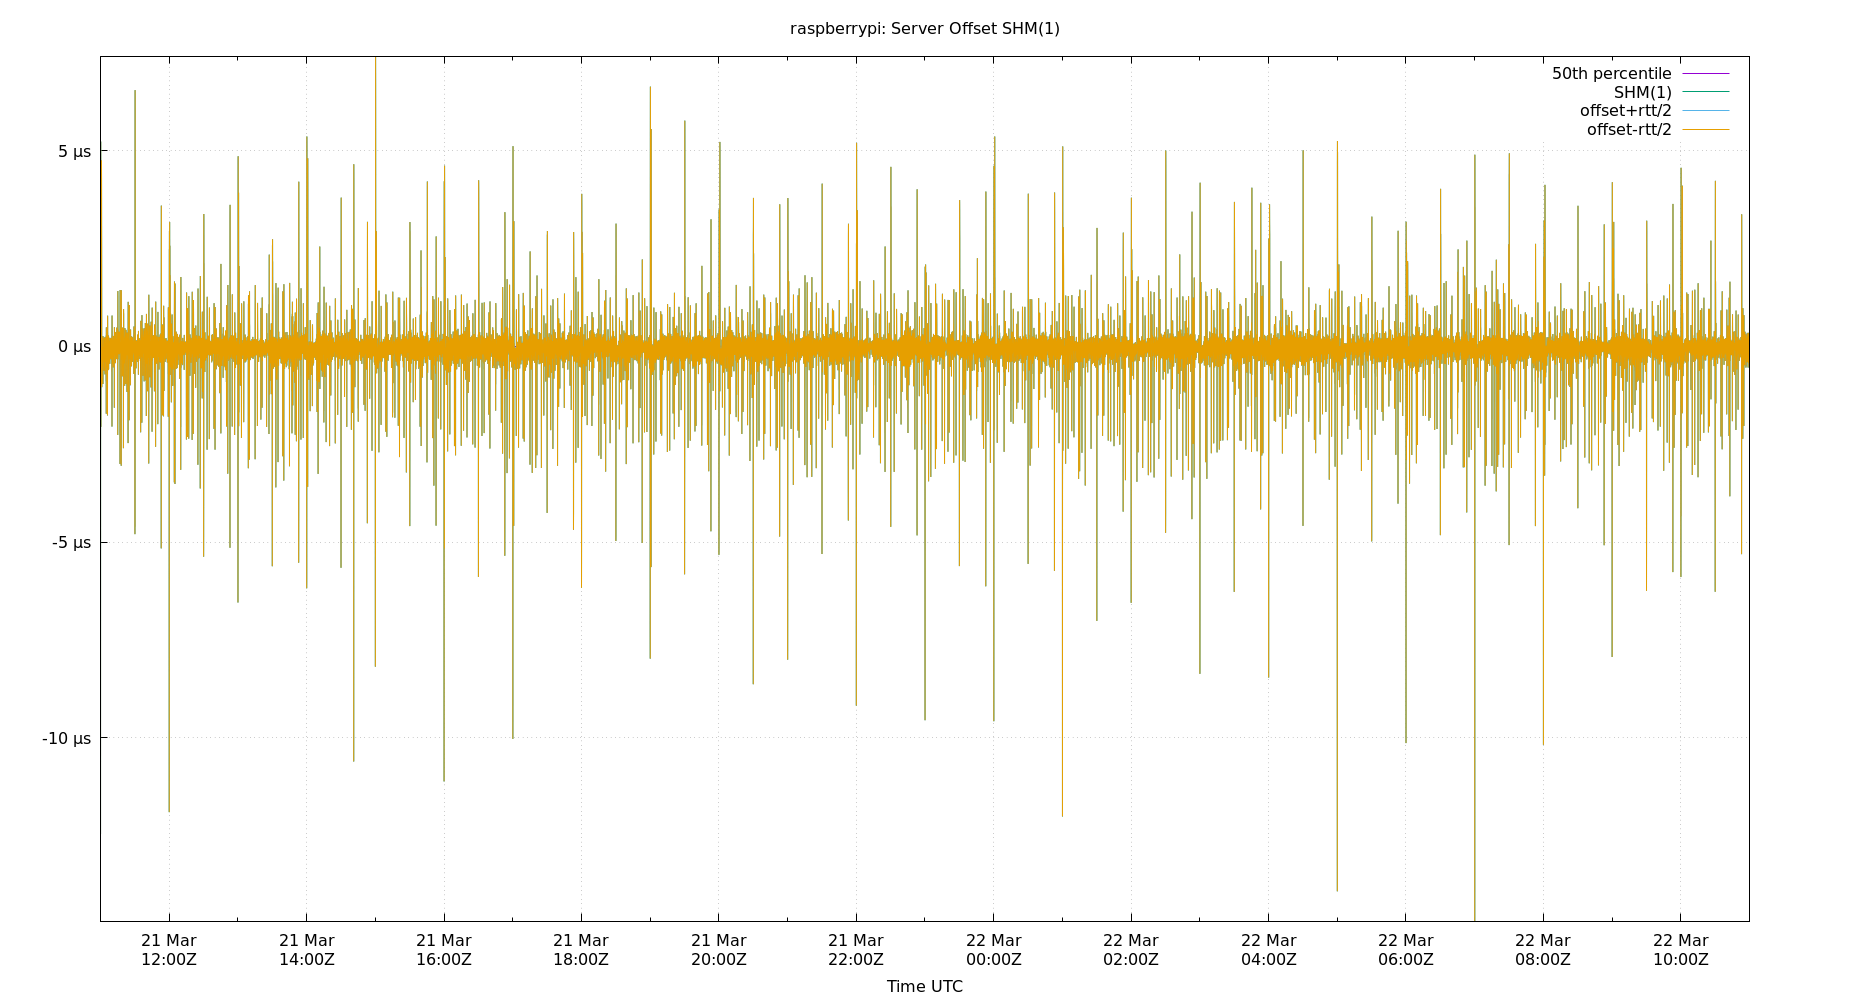 raspberrypi: Server Offset SHM(1)
50th percentile
SHM(1)
offset+rtt/2
offset-rtt/2
5 µs
0 µs
-5 µs
-10 µs
21 Mar 21 Mar 21 Mar 21 Mar 21 Mar 21 Mar 22 Mar 22 Mar 22 Mar 22 Mar 22 Mar 22 Mar
12:00Z 14:00Z 16:00Z 18:00Z 20:00Z 22:00Z 00:00Z 02:00Z 04:00Z 06:00Z 08:00Z 10:00Z
Time UTC